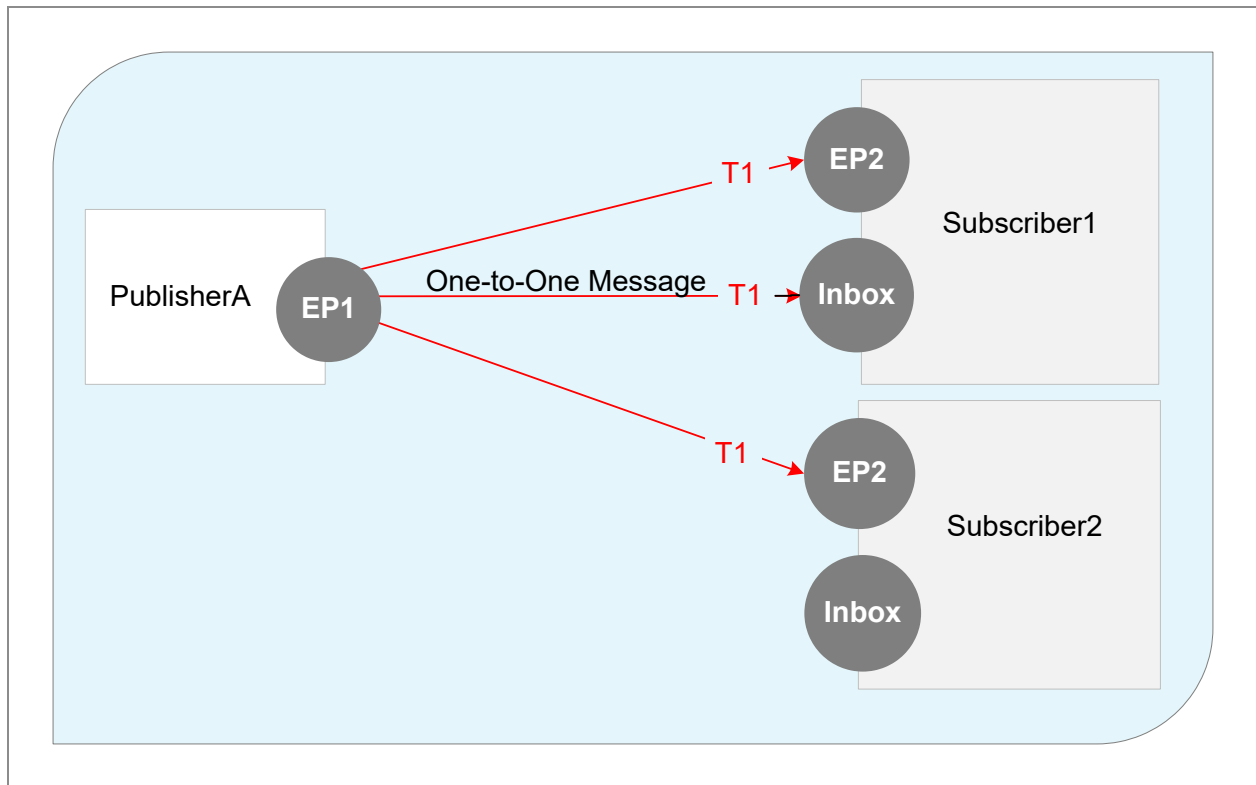 EP2
T1
Subscriber1
One-to-One Message
T1
Inbox
PublisherA
EP1
T1
EP2
Subscriber2
Inbox